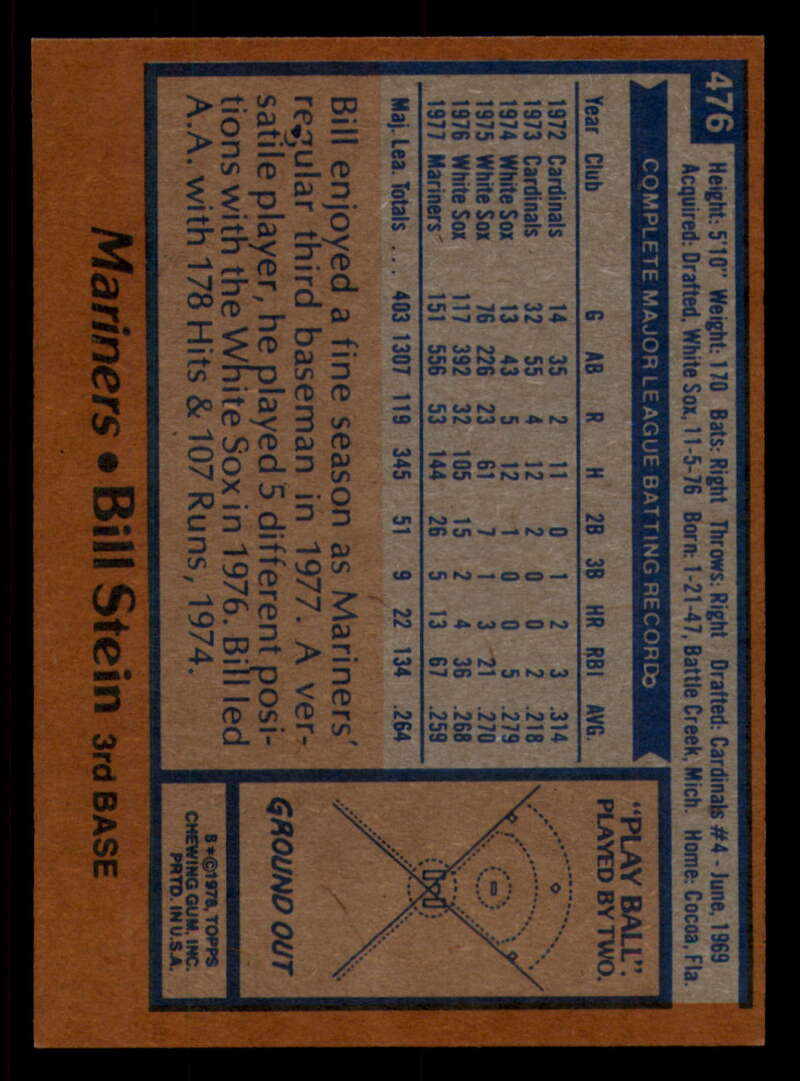 476
Height: 5'10" Weight: 170 Bats: Right Throws: Right Drafted: Cardinals #4 - June, 1969
Acquired: Drafted, White Sox, 11-5-76 Born: 1-21-47, Battle Creek, Mich. Home: Cocoa, Fla.
COMPLETE MAJOR LEAGUE BATTING RECORD
Year Club G AB R H 2B 3B HR RBI AVG.
1972 Cardinals 14 35 2 11 0 1 2 3 .314
1973 Cardinals 32 55 4 12 2 0 0 2 .218
1974 White Sox 13 43 5 12 1 0 0 5 .279
1975 White Sox 76 226 23 61 7 1 3 21 .270
1976 White Sox 117 392 32 105 15 2 4 36 .268
1977 Mariners 151 556 53 144 26 5 13 67 .259
Maj. Lea. Totals ... 403 1307 119 345 51 9 22 134 .264
Bill enjoyed a fine season as Mariners'
regular third baseman in 1977. A ver-
satile player, he played 5 different posi-
tions with the White Sox in 1976. Bill led
A.A. with 178 Hits & 107 Runs, 1974.
"PLAY BALL".
PLAYED BY TWO.
GROUND OUT
B*©1978, TOPPS
CHEWING GUM, INC.
PRTD. IN U.S.A.
Mariners • Bill Stein 3rd BASE